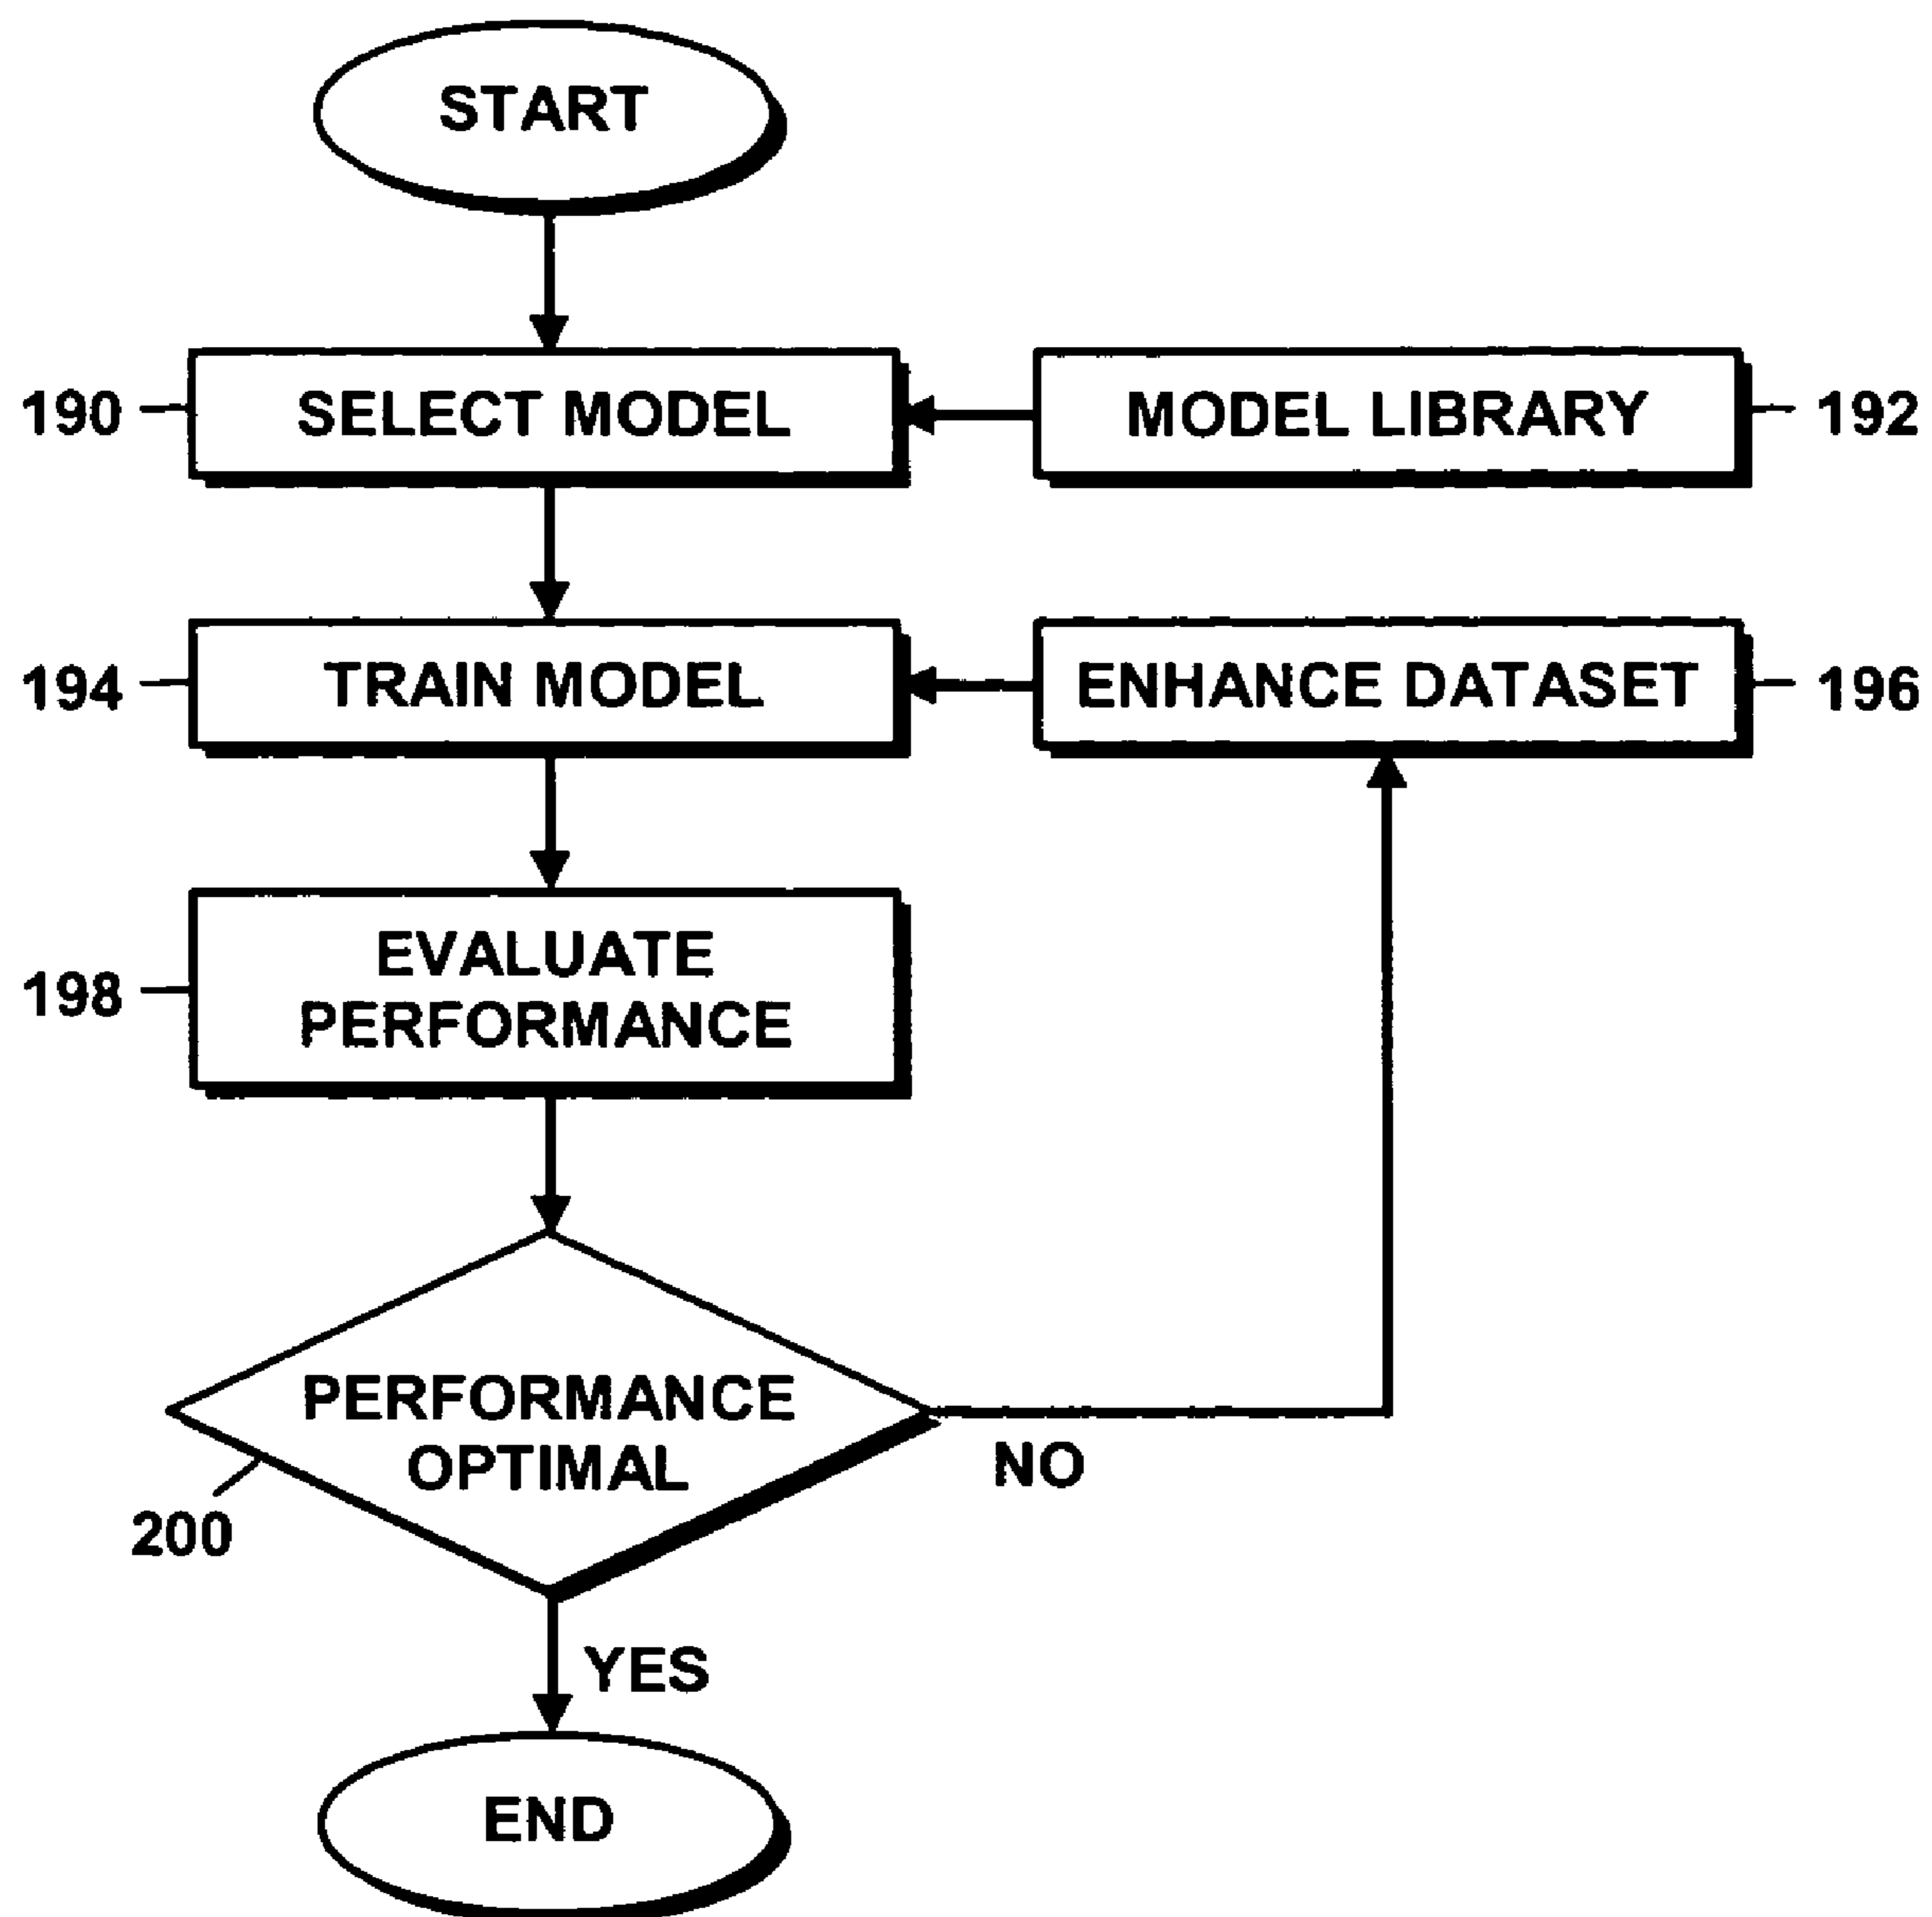 START
190
SELECT MODEL
MODEL LIBRARY
192
194
TRAIN MODEL
ENHANCE DATASET
196
198
EVALUATE
PERFORMANCE
PERFORMANCE
OPTIMAL
NO
200
YES
END